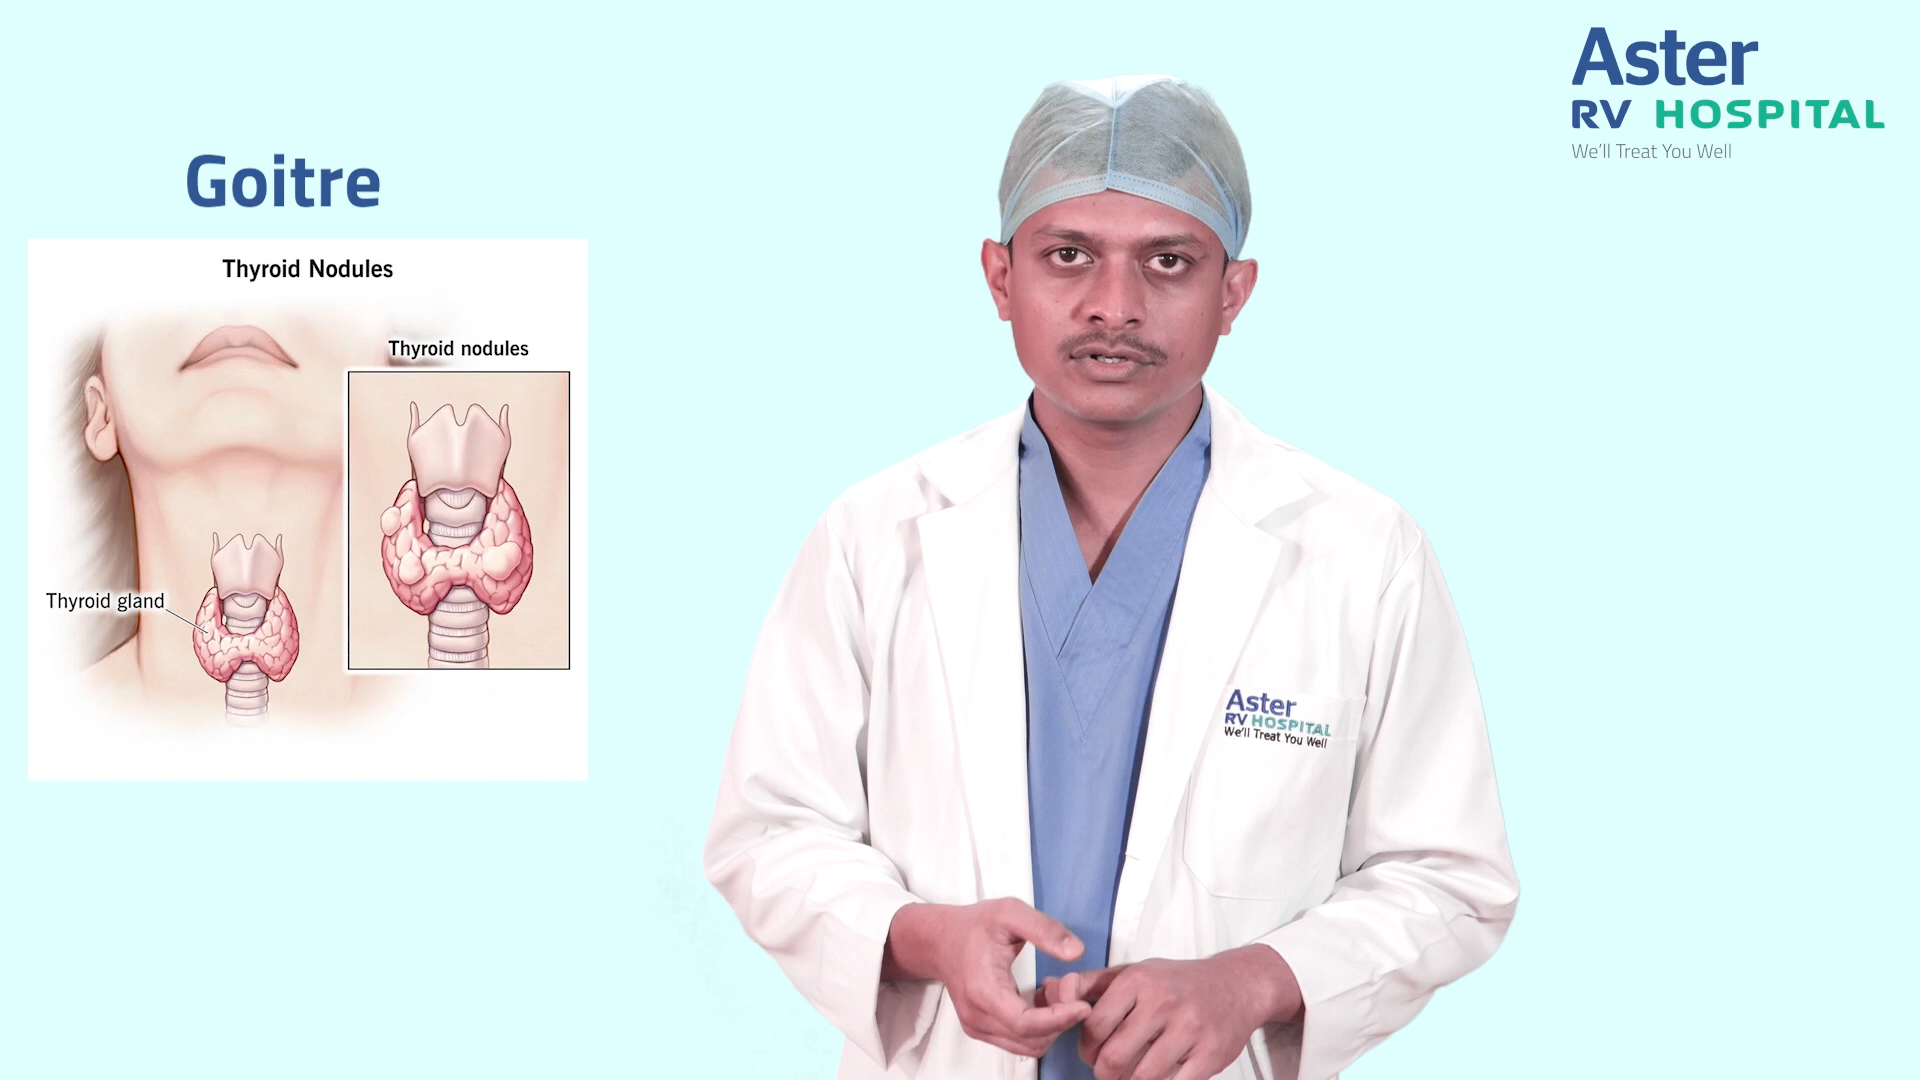 Goitre
Thyroid Nodules
Thyroid nodules
Thyroid gland
Aster
RV HOSPITAL
We'll Treat You Well
Aster
RV HOSPITAL
We'll Treat You Well